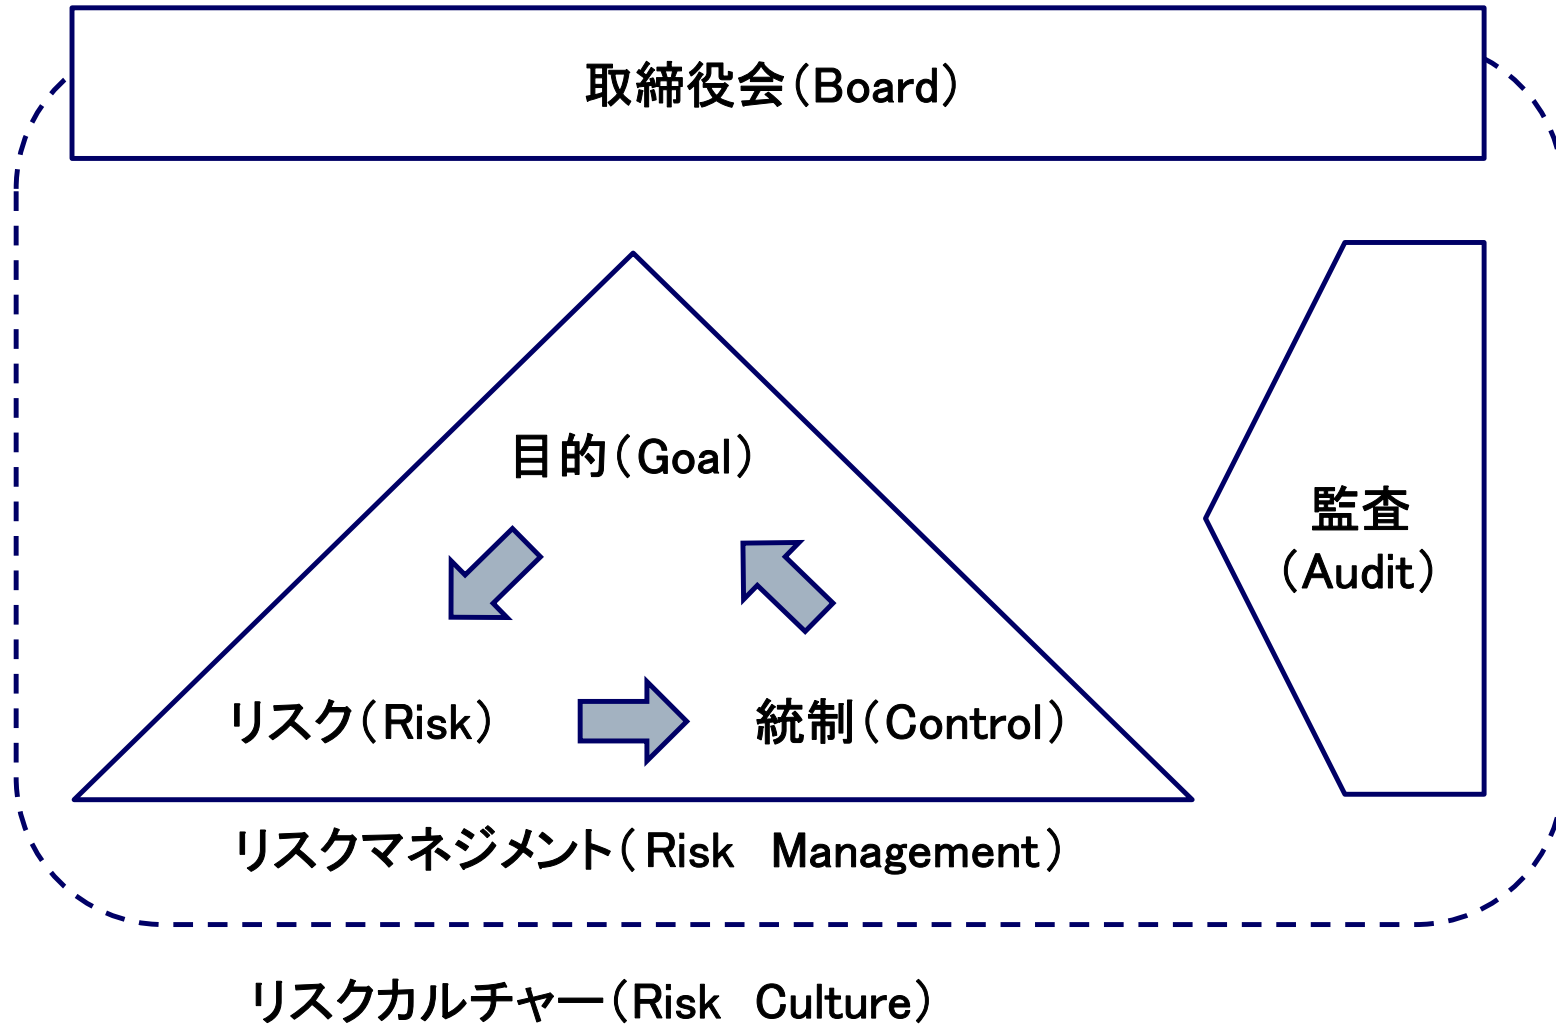 取締役会（Board）
目的（Goal）
監査
（Audit）
リスク（Risk）
統制（Control）
リスクマネジメント（Risk　Management）
リスクカルチャー（Risk　Culture）